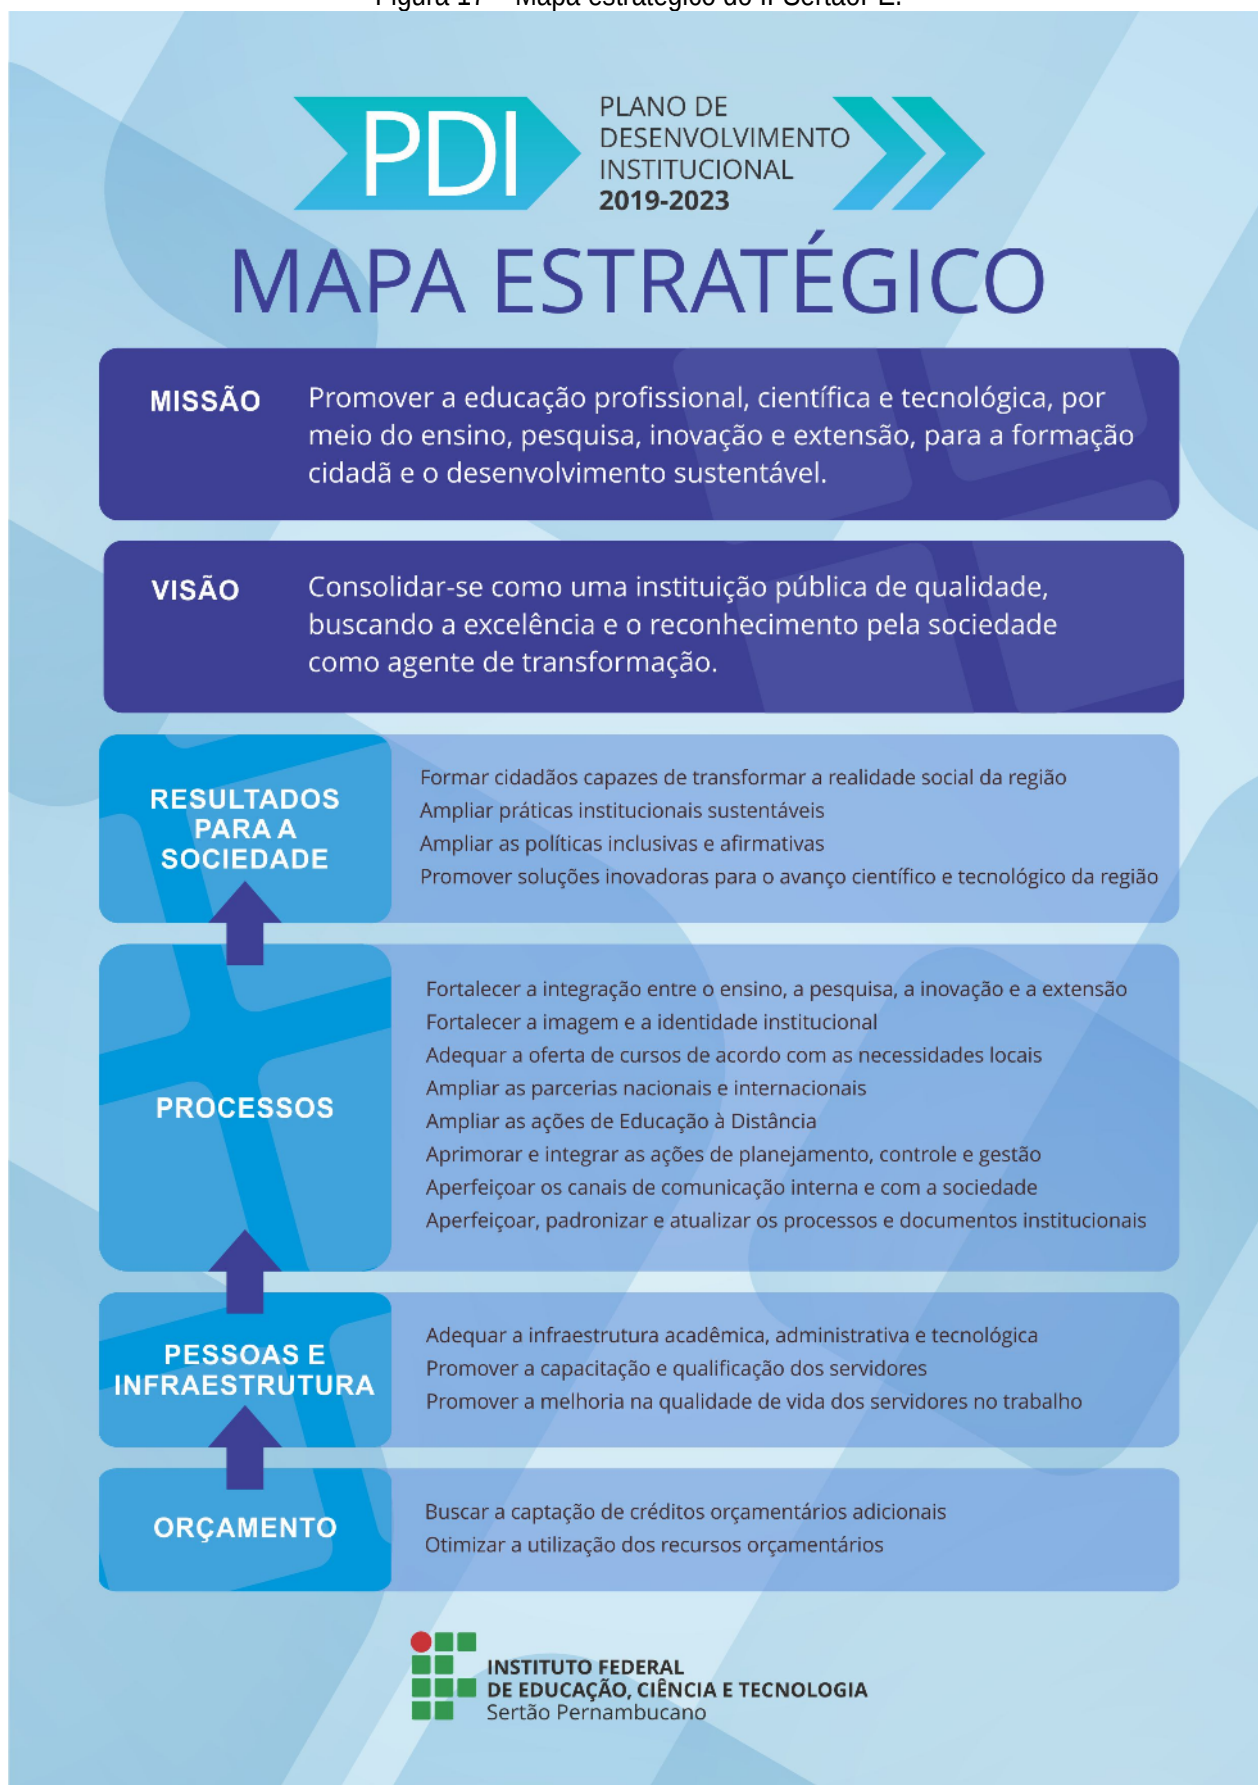 Figura 17 – Mapa estratégico do IFSertãoPE.
PDI
PLANO DE
DESENVOLVIMENTO
INSTITUCIONAL
2019-2023
MAPA ESTRATÉGICO
MISSÃO
Promover a educação profissional, científica e tecnológica, por
meio do ensino, pesquisa, inovação e extensão, para a formação
cidadã e o desenvolvimento sustentável.
VISÃO
Consolidar-se como uma instituição pública de qualidade,
buscando a excelência e o reconhecimento pela sociedade
como agente de transformação.
RESULTADOS
PARA A
SOCIEDADE
Formar cidadãos capazes de transformar a realidade social da região
Ampliar práticas institucionais sustentáveis
Ampliar as políticas inclusivas e afirmativas
Promover soluções inovadoras para o avanço científico e tecnológico da região
PROCESSOS
Fortalecer a integração entre o ensino, a pesquisa, a inovação e a extensão
Fortalecer a imagem e a identidade institucional
Adequar a oferta de cursos de acordo com as necessidades locais
Ampliar as parcerias nacionais e internacionais
Ampliar as ações de Educação à Distância
Aprimorar e integrar as ações de planejamento, controle e gestão
Aperfeiçoar os canais de comunicação interna e com a sociedade
Aperfeiçoar, padronizar e atualizar os processos e documentos institucionais
PESSOAS E
INFRAESTRUTURA
Adequar a infraestrutura acadêmica, administrativa e tecnológica
Promover a capacitação e qualificação dos servidores
Promover a melhoria na qualidade de vida dos servidores no trabalho
ORÇAMENTO
Buscar a captação de créditos orçamentários adicionais
Otimizar a utilização dos recursos orçamentários
INSTITUTO FEDERAL
DE EDUCAÇÃO, CIÊNCIA E TECNOLOGIA
Sertão Pernambucano